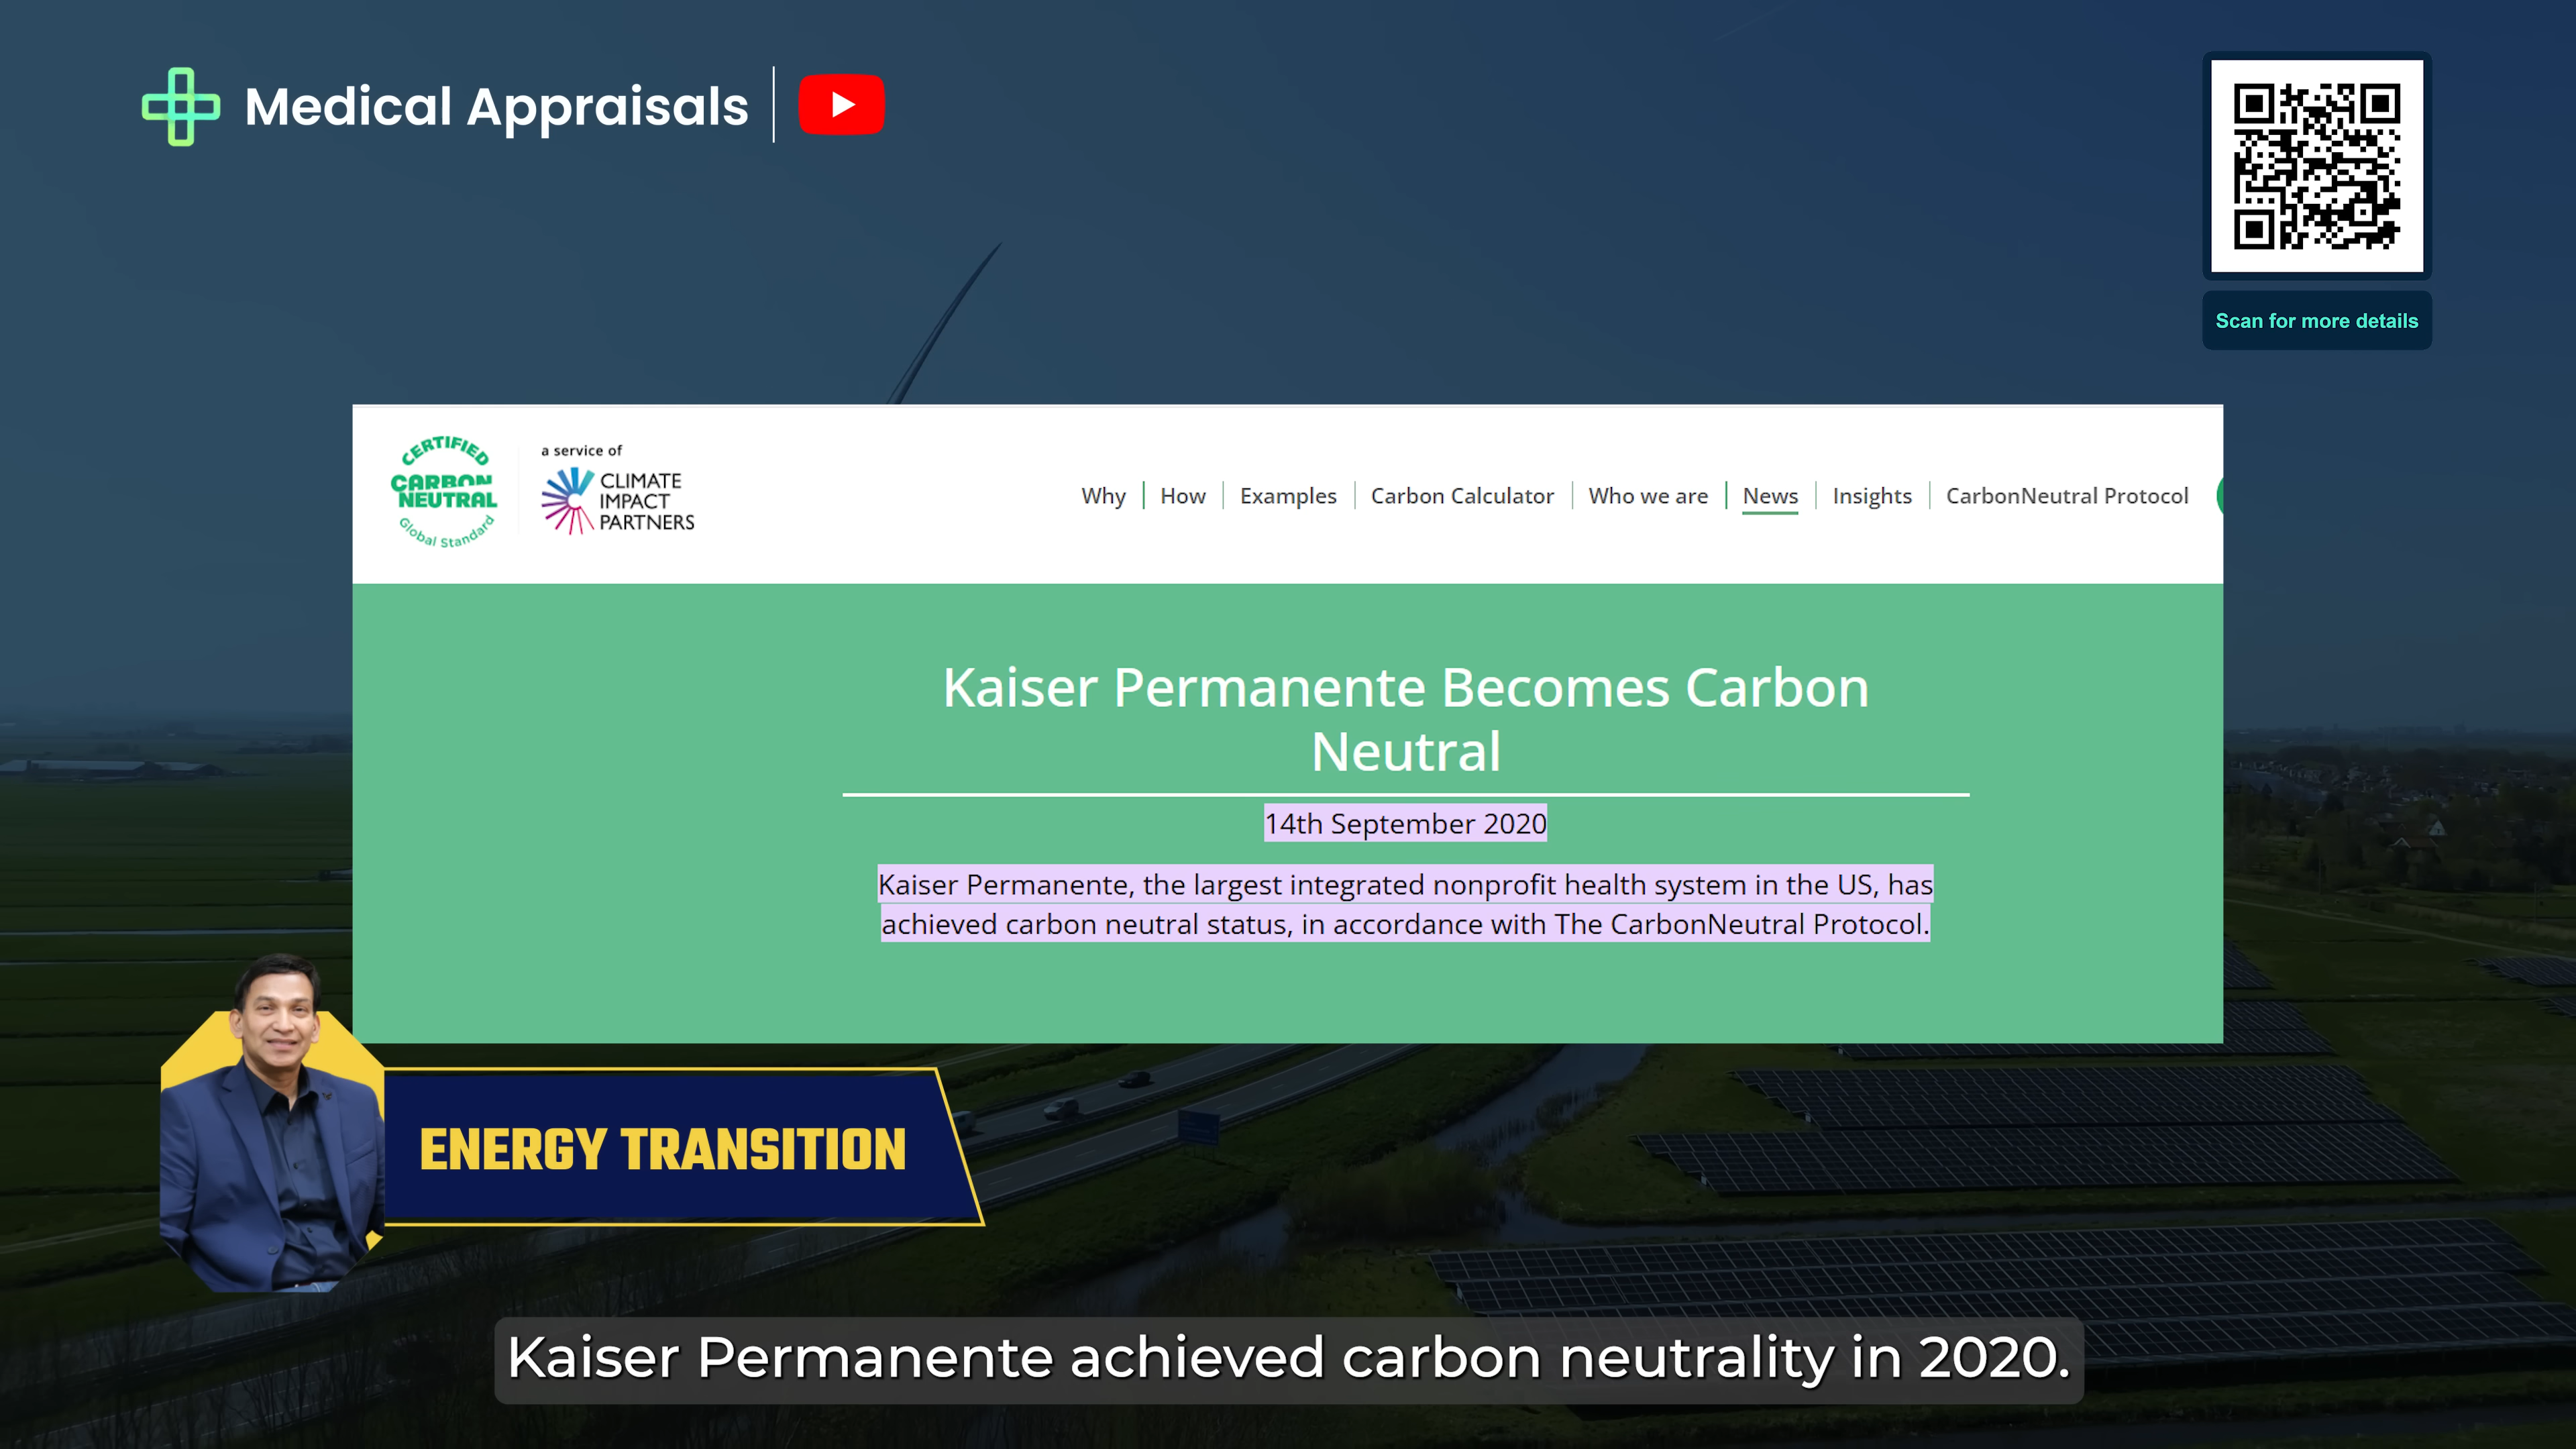 Medical Appraisals
Scan for more details
CERTIFIED
CARBON
NEUTRAL
Global Standard
a service of
CLIMATE
IMPACT
PARTNERS
Why
How
Examples
Carbon Calculator
Who we are
News
Insights
CarbonNeutral Protocol
Kaiser Permanente Becomes Carbon
Neutral
14th September 2020
Kaiser Permanente, the largest integrated nonprofit health system in the US, has
achieved carbon neutral status, in accordance with The CarbonNeutral Protocol.
ENERGY TRANSITION
Kaiser Permanente achieved carbon neutrality in 2020.